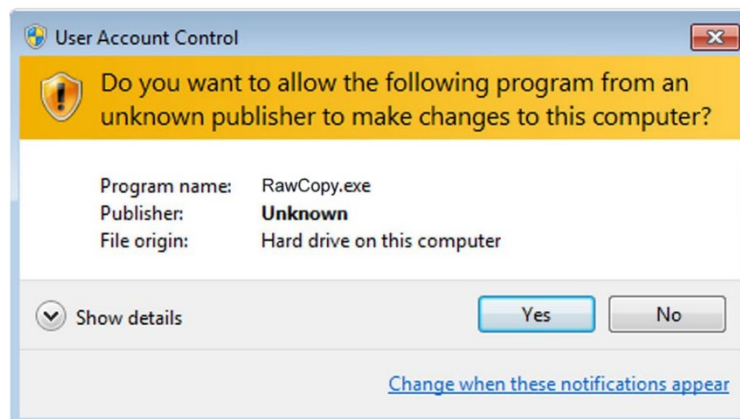 User Account Control
Do you want to allow the following program from an
unknown publisher to make changes to this computer?
Program name: RawCopy.exe
Publisher: Unknown
File origin: Hard drive on this computer
Show details
Yes No
Change when these notifications appear